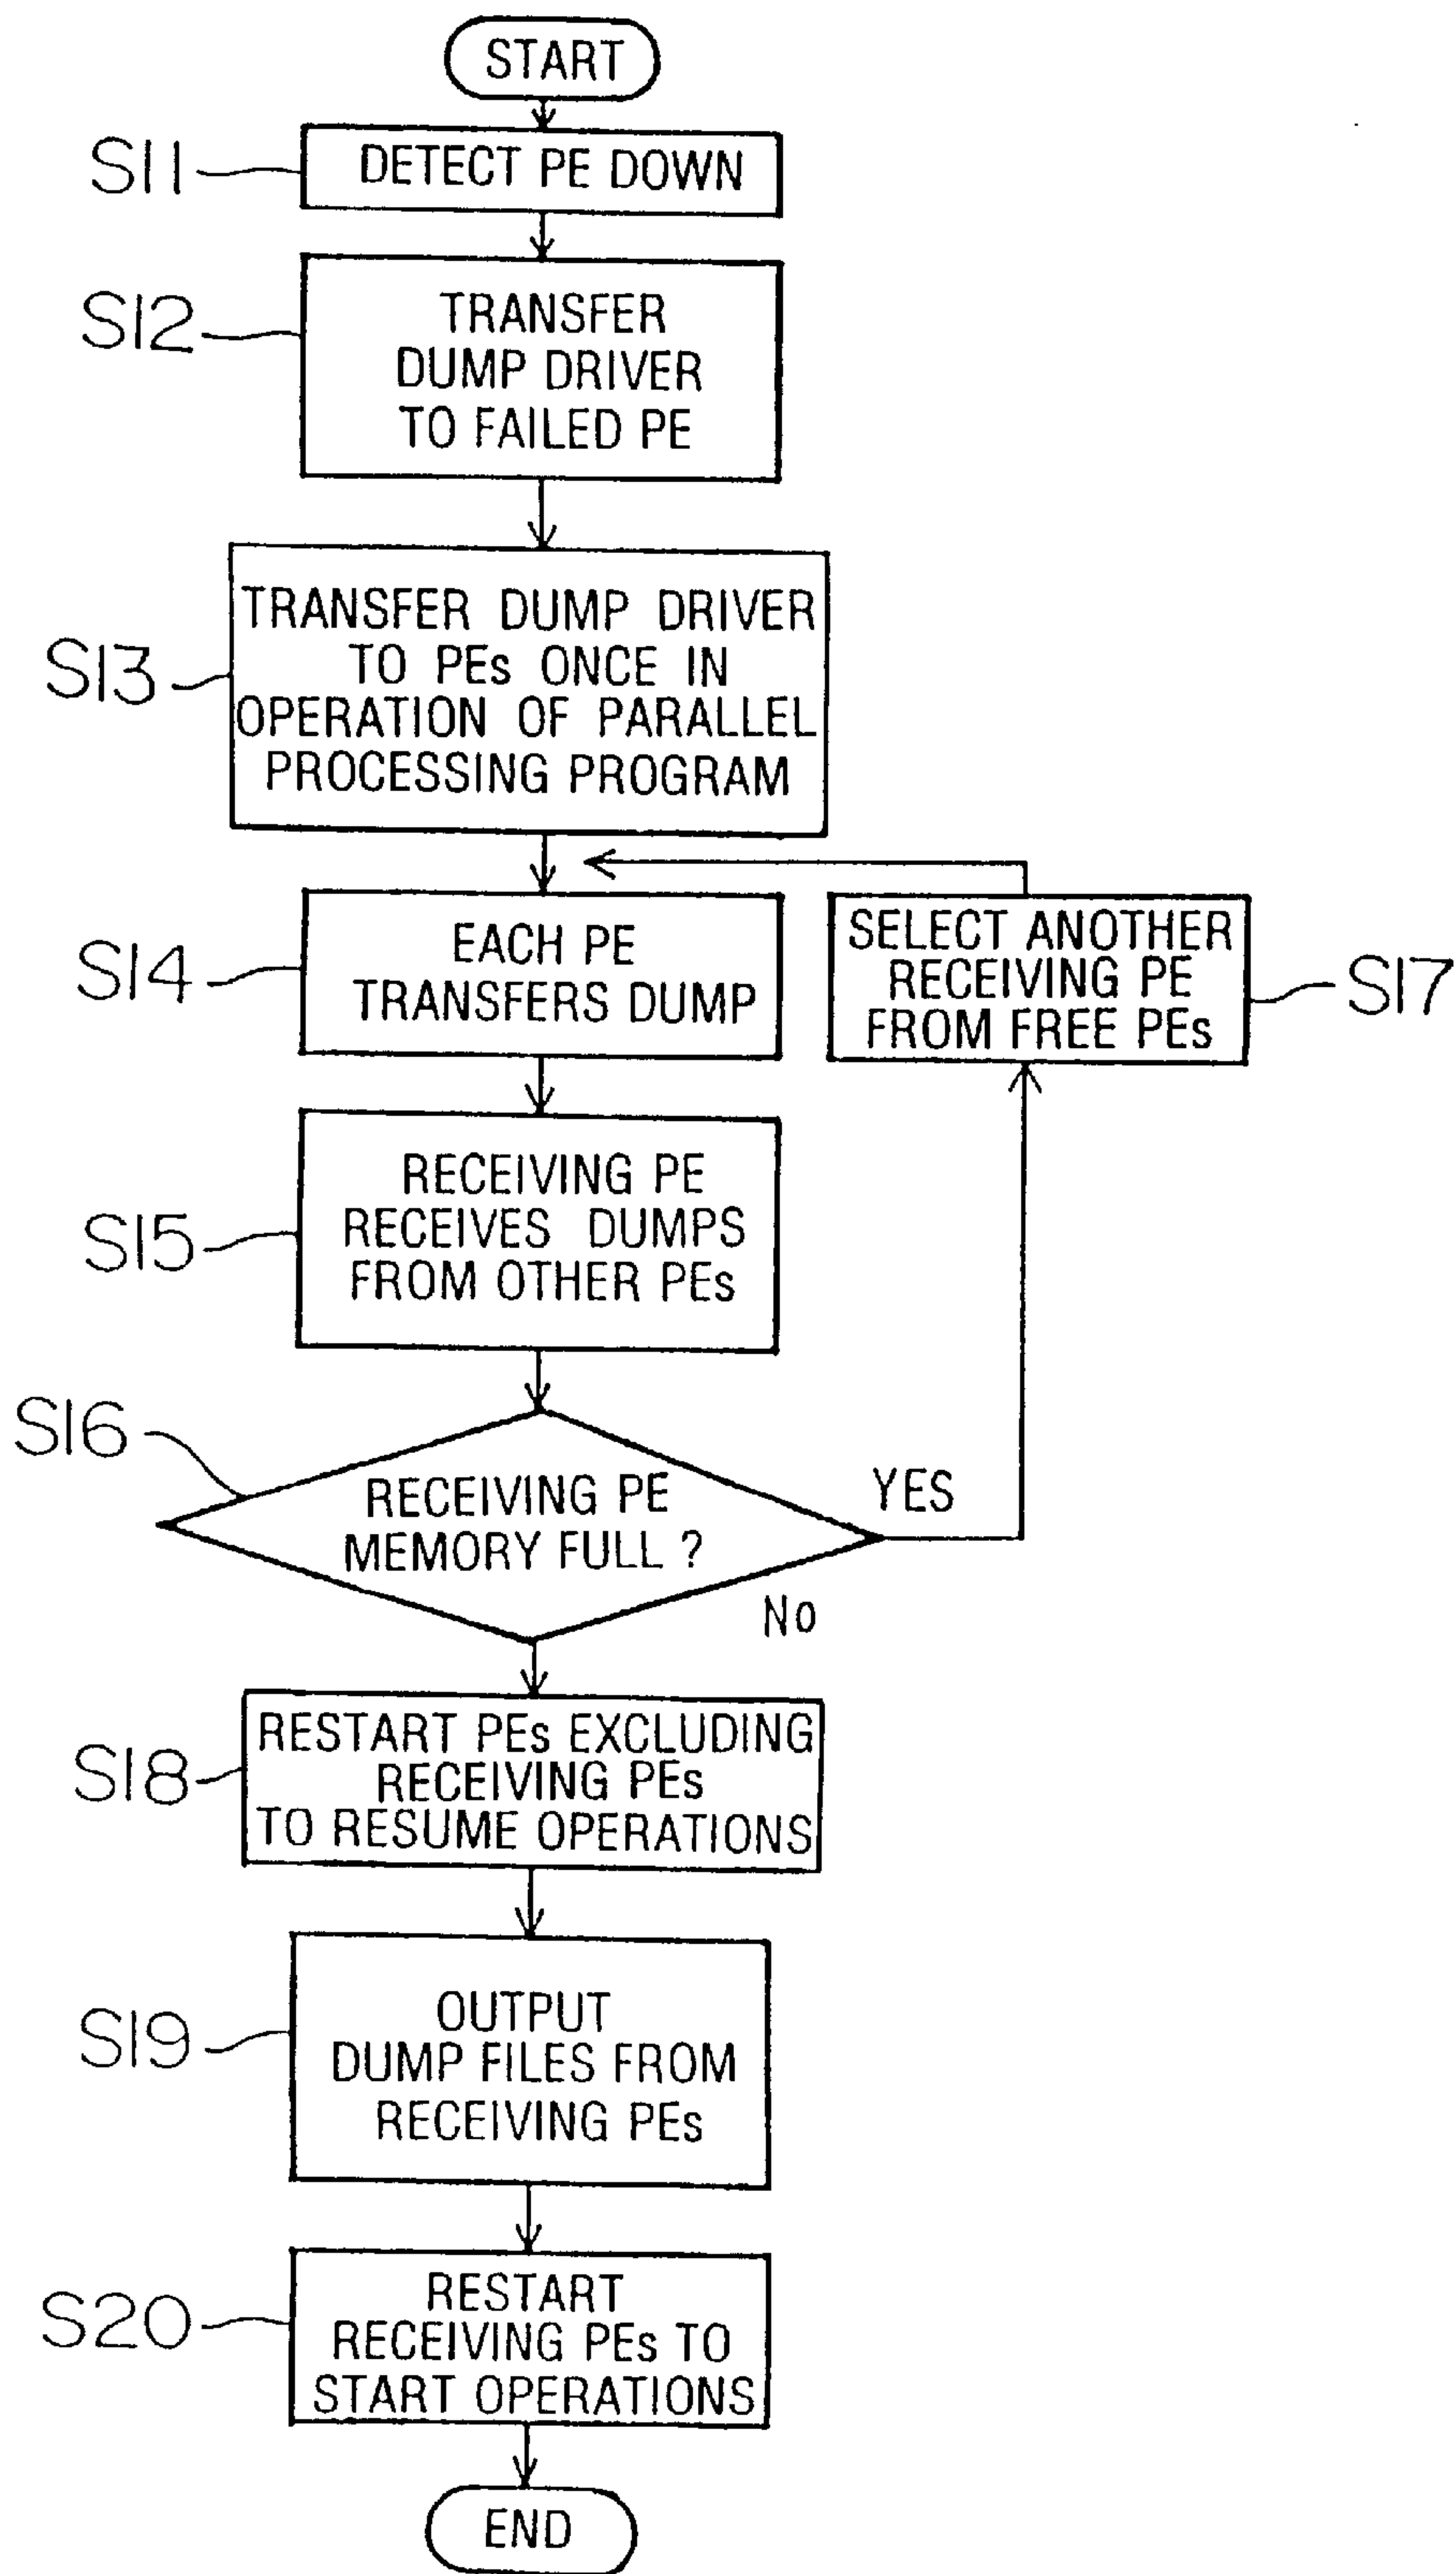 START
S11
DETECT PE DOWN
S12
TRANSFER
DUMP DRIVER
TO FAILED PE
S13
TRANSFER DUMP DRIVER
TO PEs ONCE IN
OPERATION OF PARALLEL
PROCESSING PROGRAM
S14
EACH PE
TRANSFERS DUMP
SELECT ANOTHER
RECEIVING PE
FROM FREE PEs
S17
S15
RECEIVING PE
RECEIVES DUMPS
FROM OTHER PEs
S16
RECEIVING PE
MEMORY FULL ?
YES
No
S18
RESTART PEs EXCLUDING
RECEIVING PEs
TO RESUME OPERATIONS
S19
OUTPUT
DUMP FILES FROM
RECEIVING PEs
S20
RESTART
RECEIVING PEs TO
START OPERATIONS
END